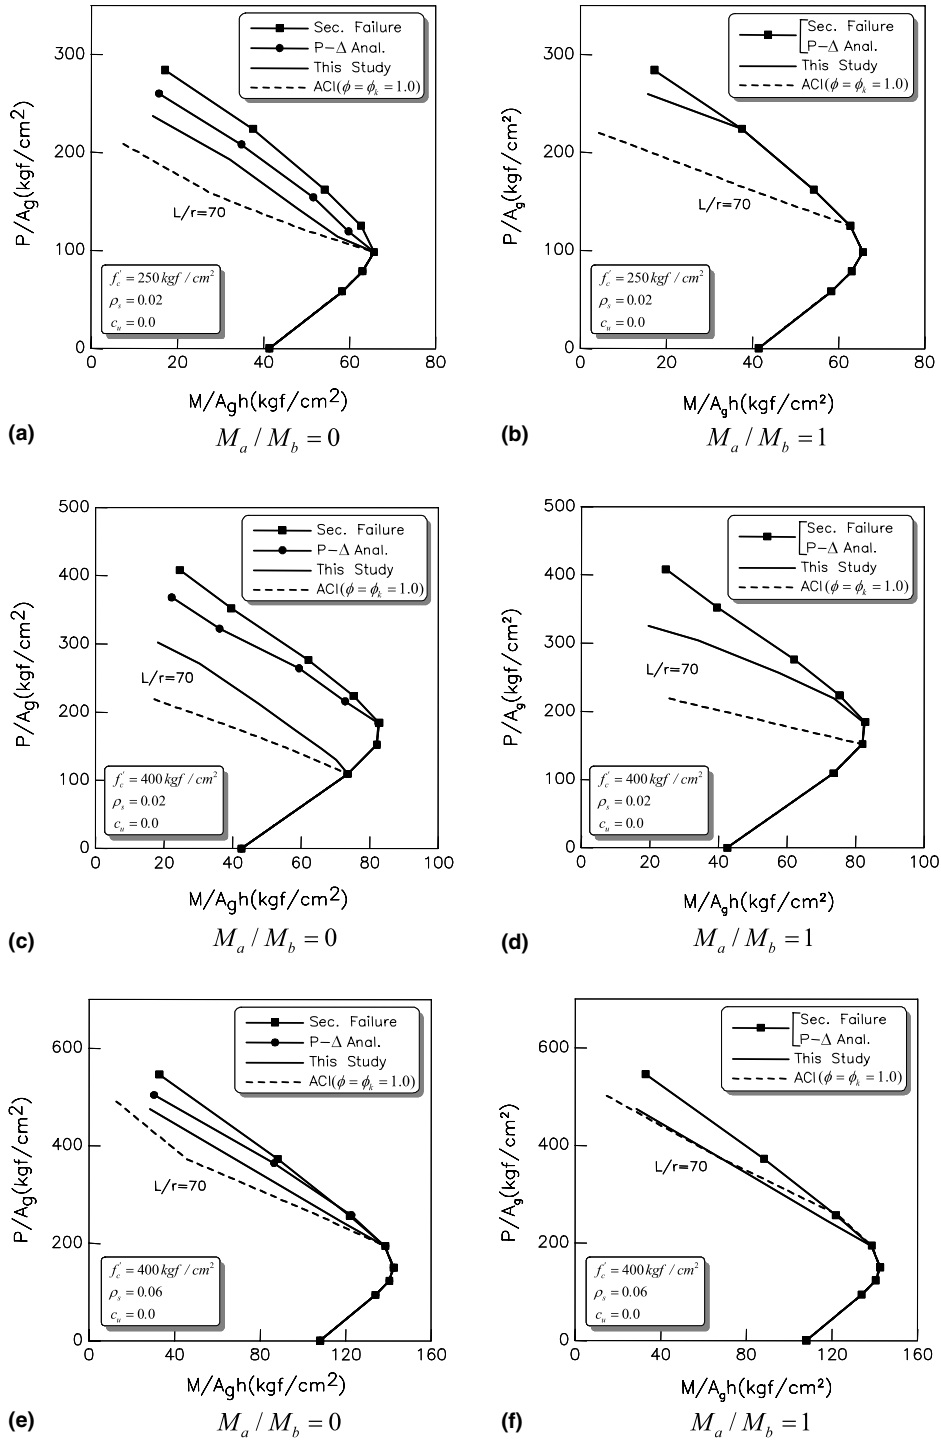 Sec. Failure
P-Δ Anal.
This Study
ACI(ϕ = ϕk = 1.0)
300
200
100
0
P/Ag(kgf/cm2)
L/r=70
f'c = 250 kgf / cm2
ρs = 0.02
cu = 0.0
0 20 40 60 80
M/Agh(kgf/cm2)
(a) Ma / Mb = 0
Sec. Failure
P-Δ Anal.
This Study
ACI(ϕ = ϕk = 1.0)
300
200
100
0
P/Ag(kgf/cm2)
L/r=70
f'c = 250 kgf / cm2
ρs = 0.02
cu = 0.0
0 20 40 60 80
M/Agh(kgf/cm2)
(b) Ma / Mb = 1
Sec. Failure
P-Δ Anal.
This Study
ACI(ϕ = ϕk = 1.0)
500
400
300
200
100
0
P/Ag(kgf/cm2)
L/r=70
f'c = 400 kgf / cm2
ρs = 0.02
cu = 0.0
0 20 40 60 80 100
M/Agh(kgf/cm2)
(c) Ma / Mb = 0
Sec. Failure
P-Δ Anal.
This Study
ACI(ϕ = ϕk = 1.0)
500
400
300
200
100
0
P/Ag(kgf/cm2)
L/r=70
f'c = 400 kgf / cm2
ρs = 0.02
cu = 0.0
0 20 40 60 80 100
M/Agh(kgf/cm2)
(d) Ma / Mb = 1
Sec. Failure
P-Δ Anal.
This Study
ACI(ϕ = ϕk = 1.0)
600
400
200
0
P/Ag(kgf/cm2)
L/r=70
f'c = 400 kgf / cm2
ρs = 0.06
cu = 0.0
0 40 80 120 160
M/Agh(kgf/cm2)
(e) Ma / Mb = 0
Sec. Failure
P-Δ Anal.
This Study
ACI(ϕ = ϕk = 1.0)
600
400
200
0
P/Ag(kgf/cm2)
L/r=70
f'c = 400 kgf / cm2
ρs = 0.06
cu = 0.0
0 40 80 120 160
M/Agh(kgf/cm2)
(f) Ma / Mb = 1